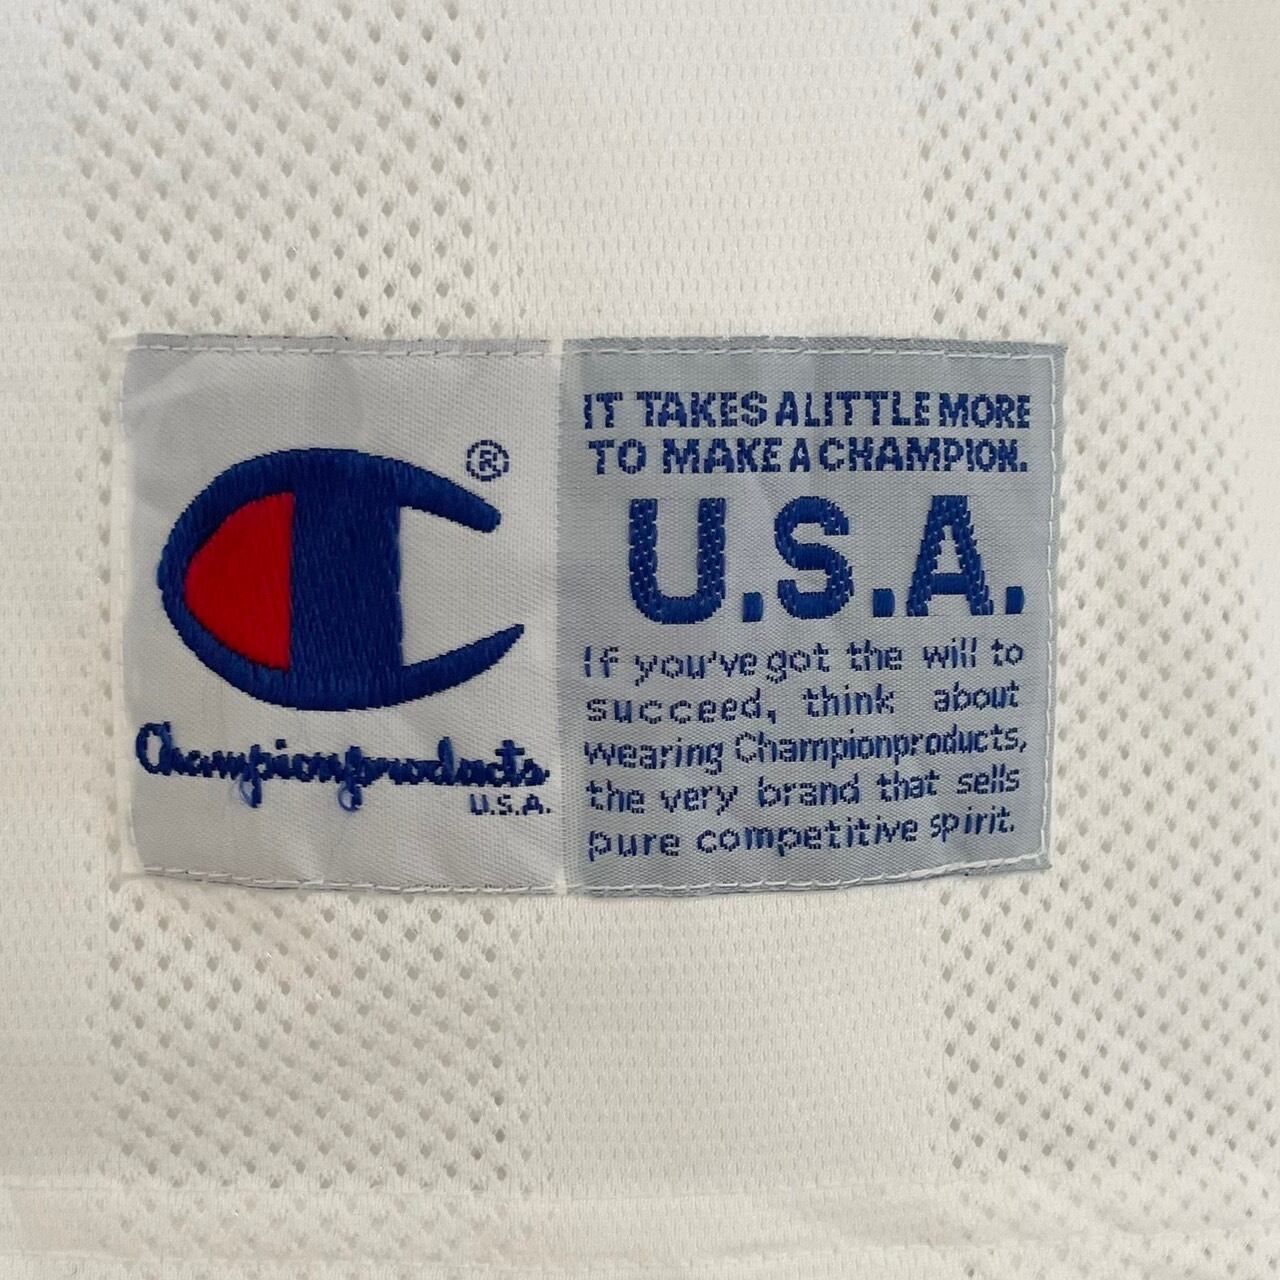 ®
Championproducts
U.S.A.
IT TAKES A LITTLE MORE
TO MAKE A CHAMPION.
U.S.A.
If you've got the will to
succeed, think about
wearing Championproducts,
the very brand that sells
pure competitive spirit.